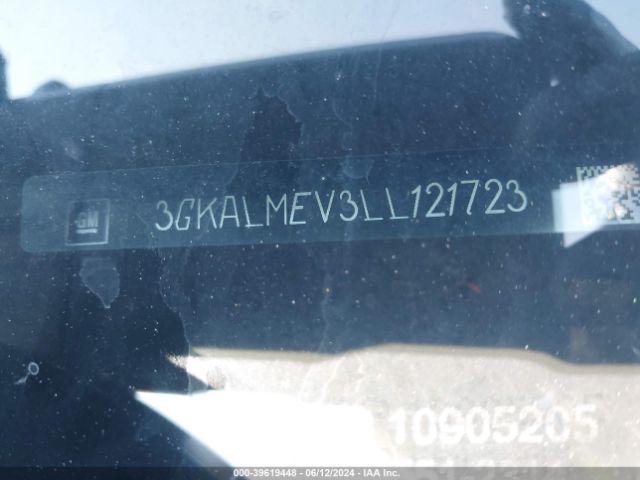 GM
3GKALMEV3LL121723
10905205
000-39619448 - 06/12/2024 - IAA Inc.